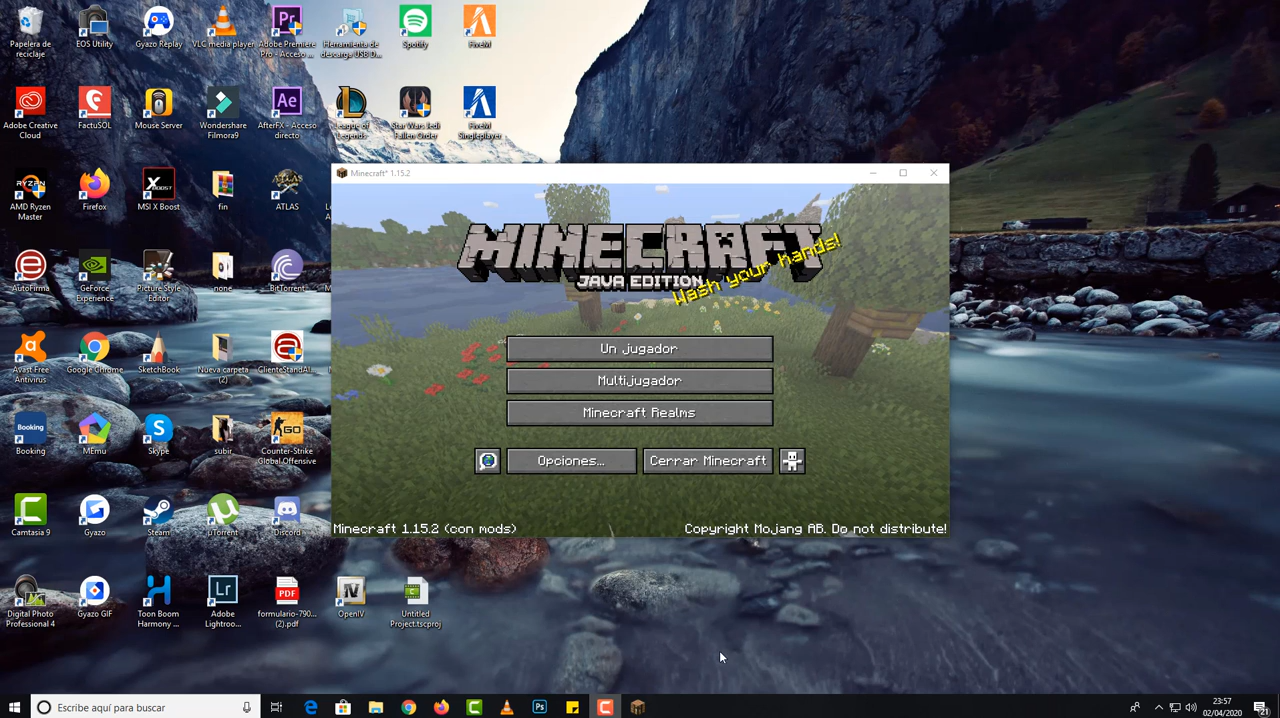 Papelera de
reciclaje
EOS Utility
Gyazo Replay
VLC media player
Adobe Premiere
Pro - Acceso ...
Herramienta de
descarga USB D...
Spotify
FiveM
Adobe Creative
Cloud
FactuSOL
Mouse Server
Wondershare
Filmora9
AfterFX - Acceso
directo
League of
Legends
Star Wars Jedi
Fallen Order
FiveM
Singleplayer
AMD Ryzen
Master
Firefox
MSI X Boost
fin
ATLAS
AutoFirma
GeForce
Experience
Picture Style
Editor
none
BitTorrent
Avast Free
Antivirus
Google Chrome
SketchBook
Nueva carpeta
(2)
ClienteStandAl...
Booking
Booking
MEmu
Skype
subir
Counter-Strike
Global Offensive
Camtasia 9
Gyazo
Steam
µTorrent
Discord
Digital Photo
Professional 4
Gyazo GIF
Toon Boom
Harmony ...
Adobe
Lightroo...
PDF
formulario-790...
(2).pdf
OpenIV
Untitled
Project.tscproj
Minecraft* 1.15.2
MINECRAFT
JAVA EDITION
Wash your hands!
Un jugador
Multijugador
Minecraft Realms
Opciones...
Cerrar Minecraft
Minecraft 1.15.2 (con mods)
Copyright Mojang AB. Do not distribute!
Escribe aquí para buscar
23:57
02/04/2020
21